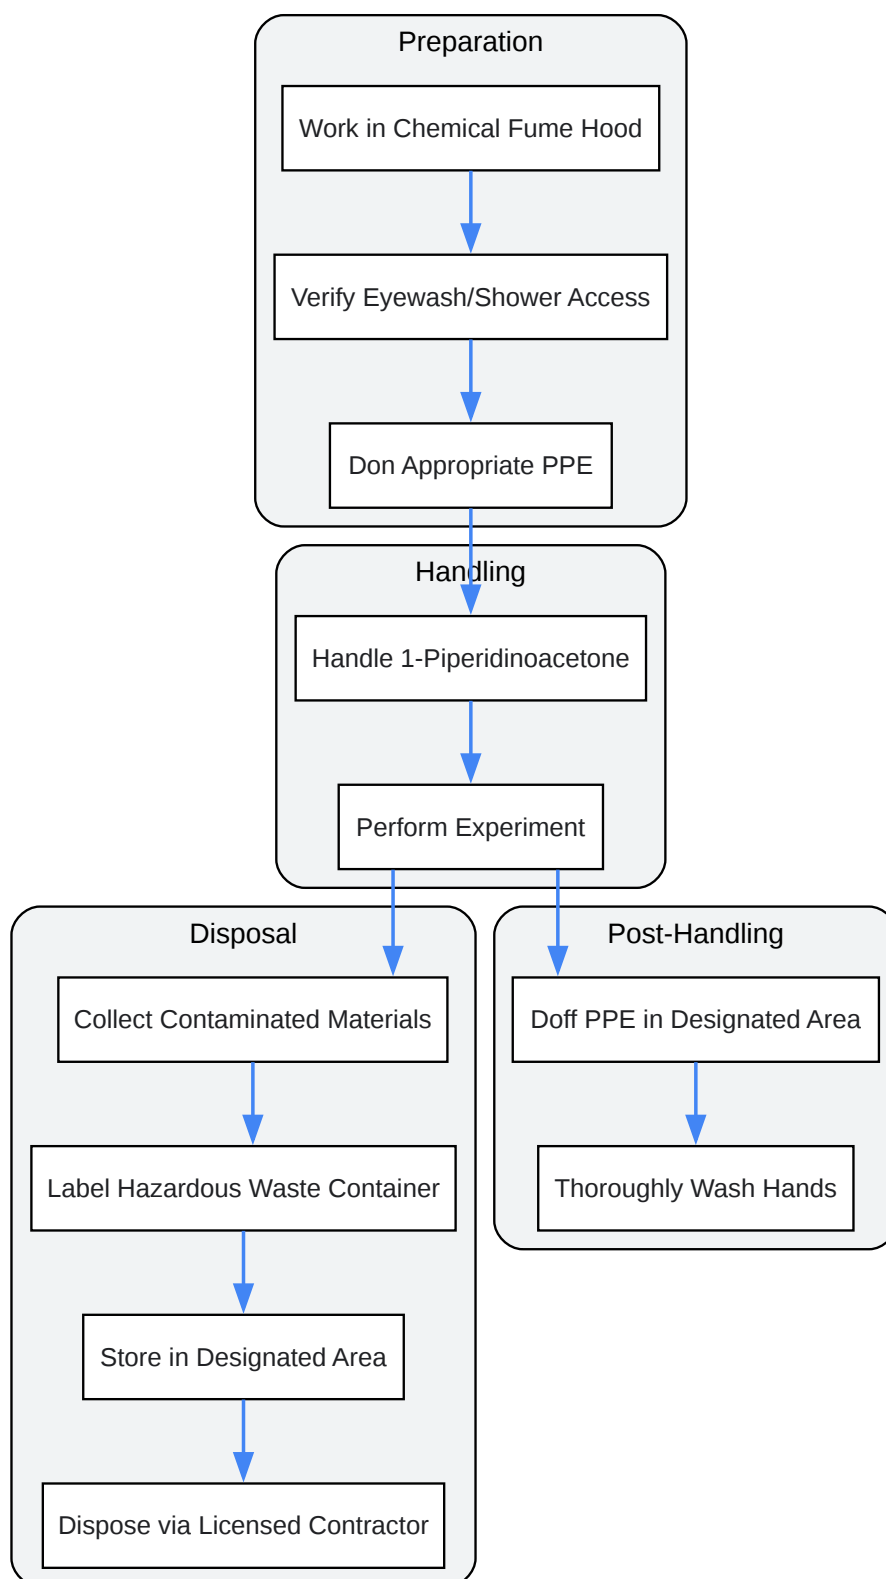 Preparation
Work in Chemical Fume Hood
Verify Eyewash/Shower Access
Don Appropriate PPE
Handling
Handle 1-Piperidinoacetone
Perform Experiment
Disposal
Collect Contaminated Materials
Label Hazardous Waste Container
Store in Designated Area
Dispose via Licensed Contractor
Post-Handling
Doff PPE in Designated Area
Thoroughly Wash Hands